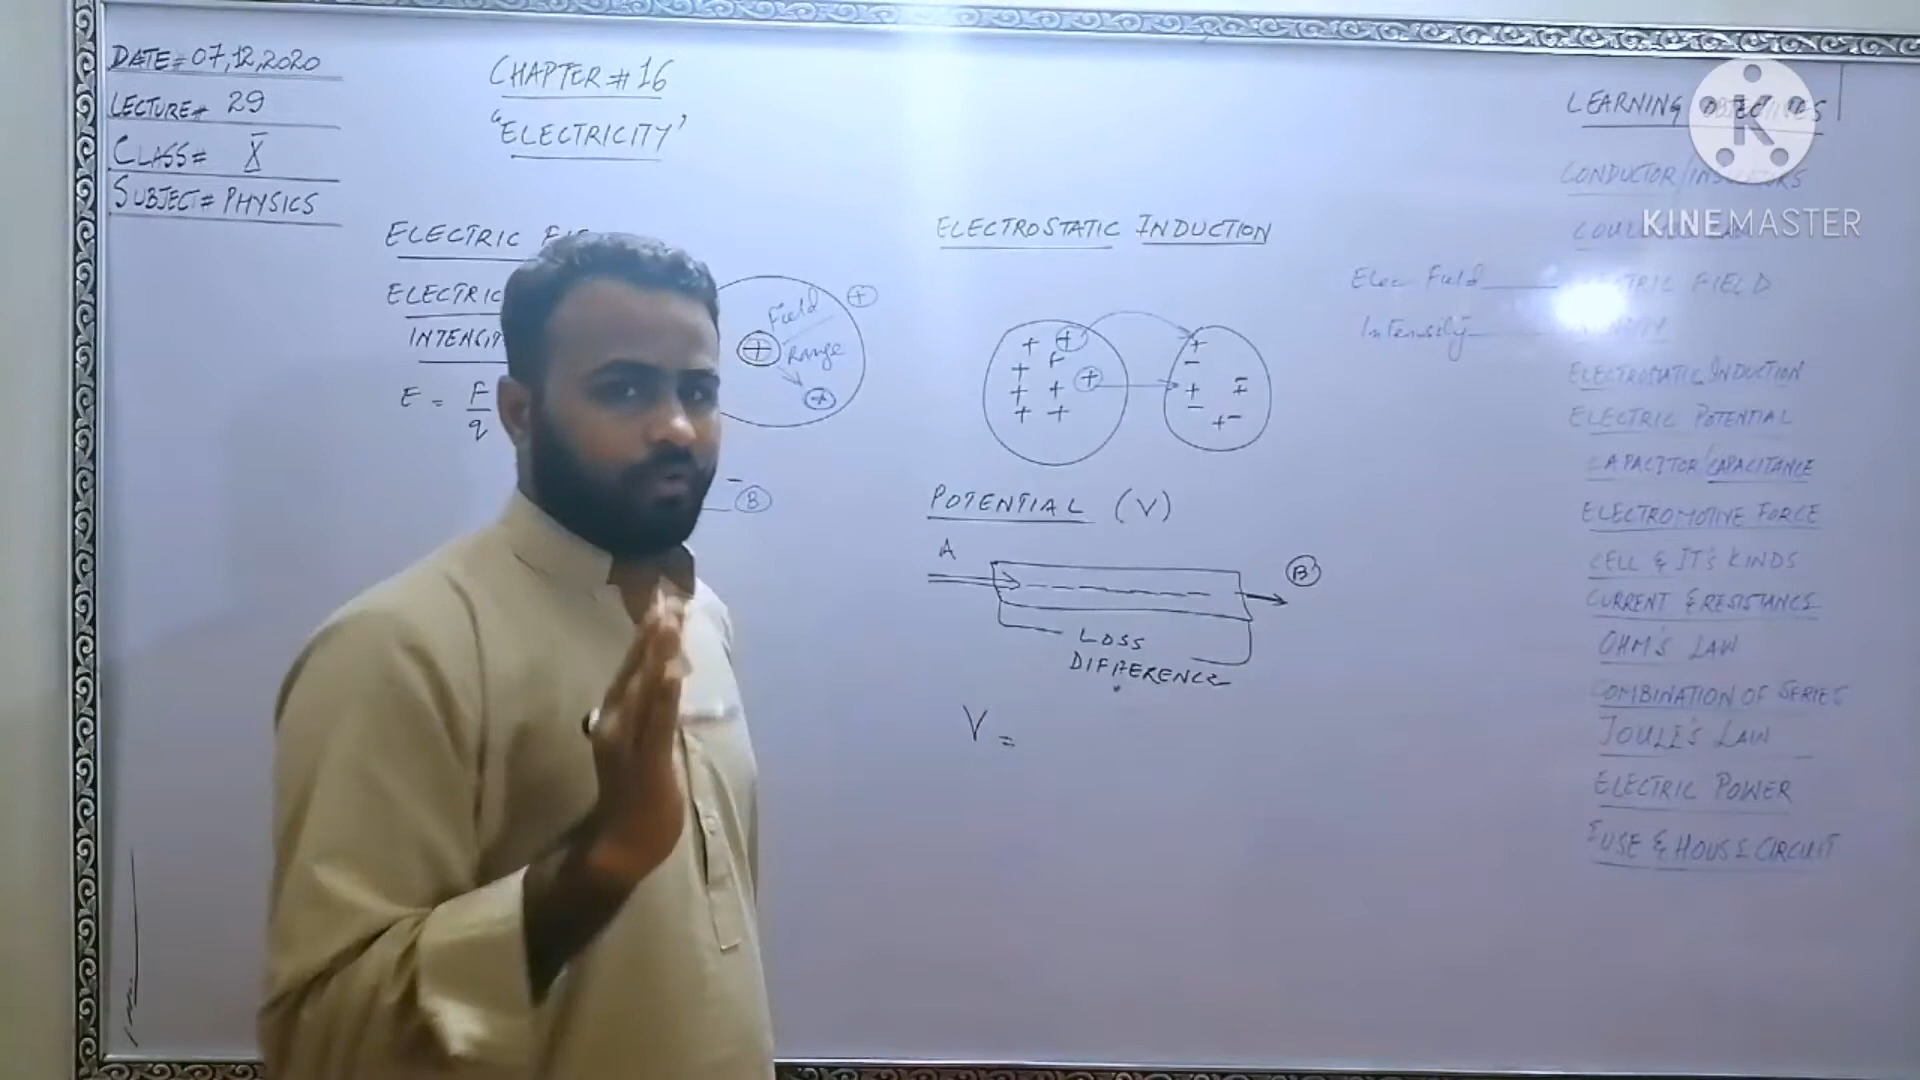 DATE# 07,12,2020
LECTURE# 29
CLASS# X
SUBJECT# PHYSICS
CHAPTER#16
"ELECTRICITY"
ELECTRIC
ELECTRIC
E = F/q
Field
Range
+
+
+
-
B
ELECTROSTATIC INDUCTION
+ +
+ +
+ +
+ +
+
-
+
-
+-
POTENTIAL (V)
A
B
LOSS
DIFFERENCE
V =
LEARNING
K
KINEMASTER
CONDUCTOR/
Elec Field
FIELD
Intensity
ELECTROSTATIC INDUCTION
ELECTRIC POTENTIAL
CAPACITOR/CAPACITANCE
ELECTROMOTIVE FORCE
CELL & IT'S KINDS
CURRENT & RESISTANCE
OHM'S LAW
COMBINATION OF SERIES
JOULE'S LAW
ELECTRIC POWER
FUSE & HOUSE CIRCUIT